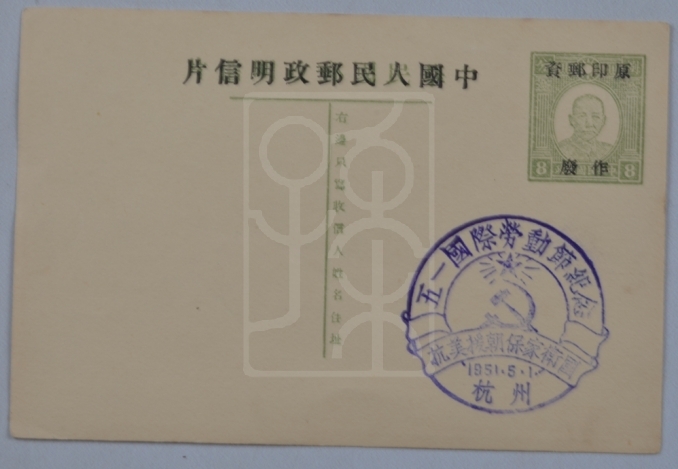 中國人民郵政明信片
原印郵資
作廢
8 8
五一國際勞動節紀念
抗美援朝保家衛國
1951·5·1
杭州